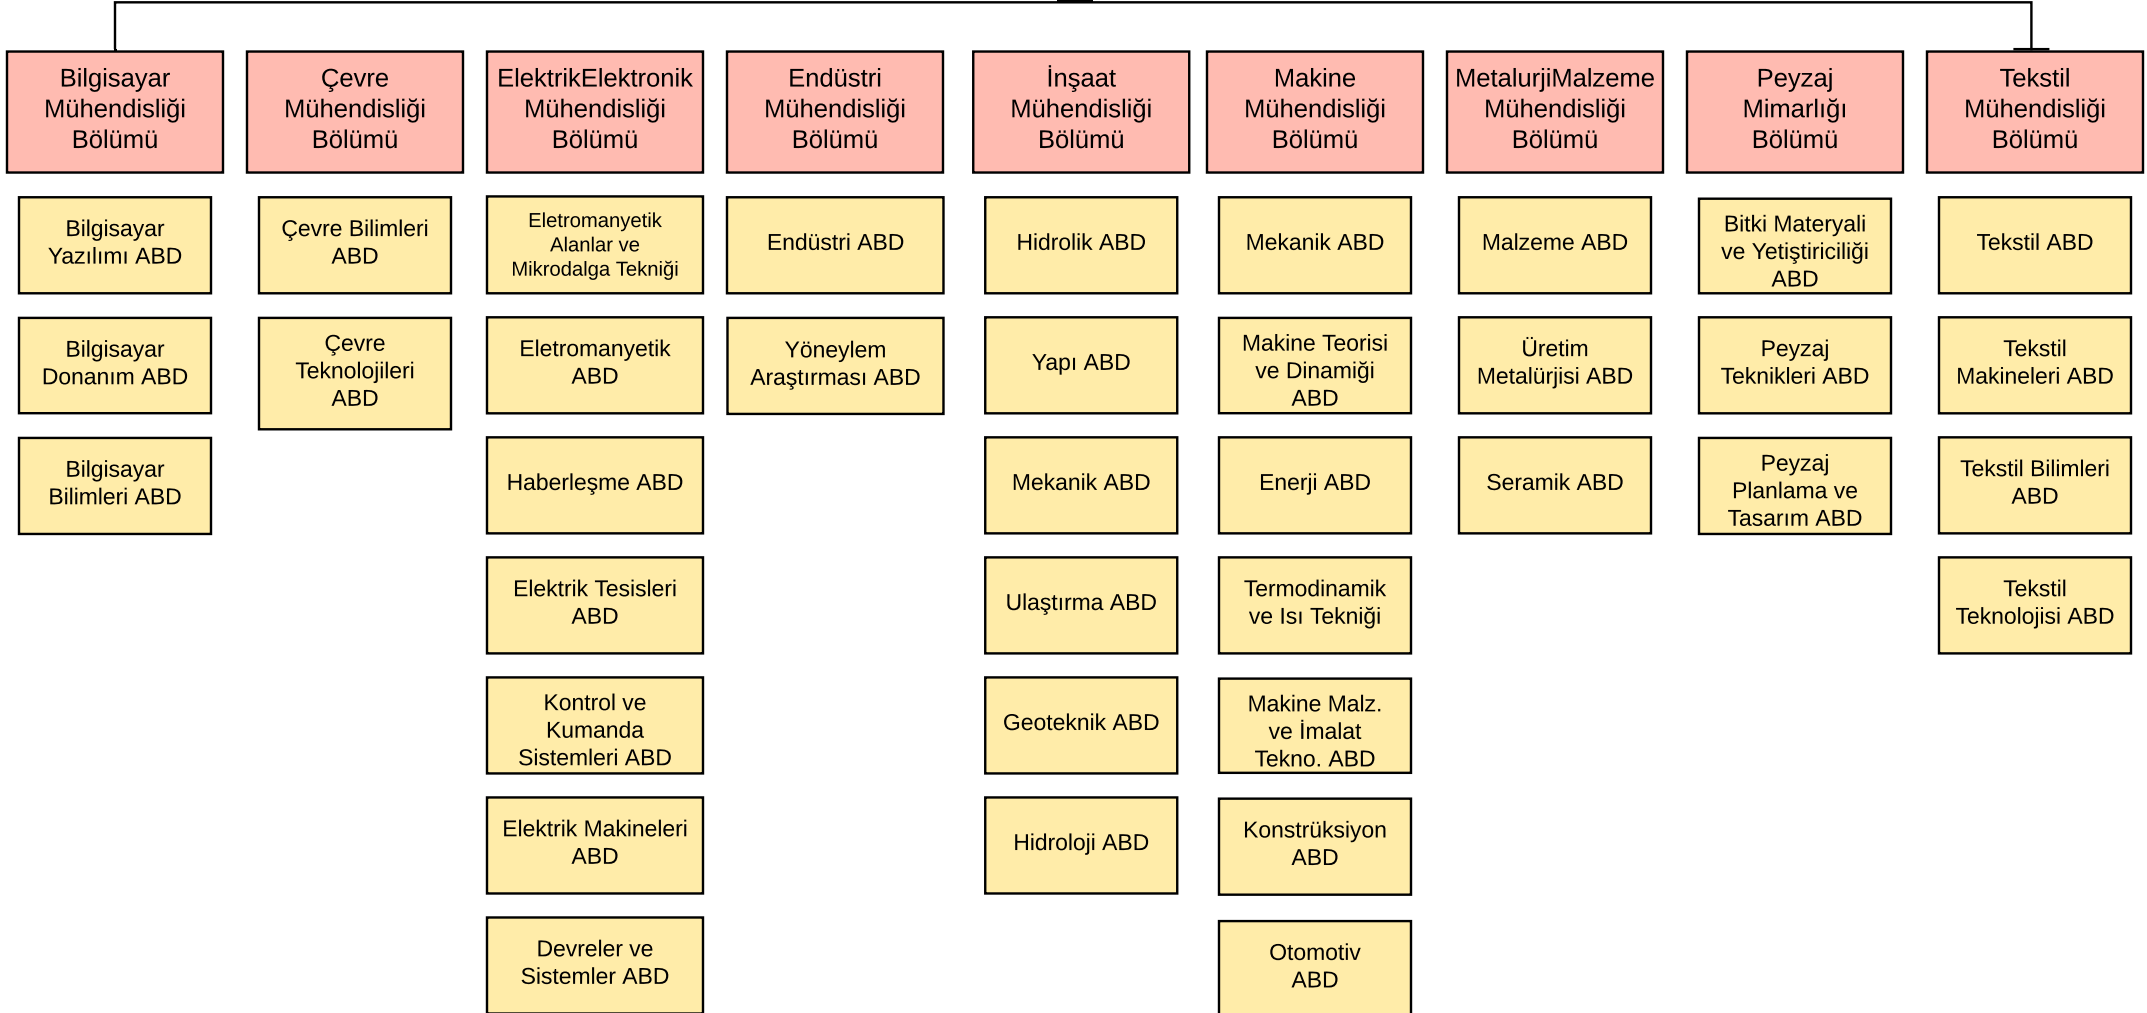 Bilgisayar
Mühendisliği
Bölümü
Bilgisayar
Yazılımı ABD
Bilgisayar
Donanım ABD
Bilgisayar
Bilimleri ABD
Çevre
Mühendisliği
Bölümü
Çevre Bilimleri
ABD
Çevre
Teknolojileri
ABD
ElektrikElektronik
Mühendisliği
Bölümü
Eletromanyetik
Alanlar ve
Mikrodalga Tekniği
Eletromanyetik
ABD
Haberleşme ABD
Elektrik Tesisleri
ABD
Kontrol ve
Kumanda
Sistemleri ABD
Elektrik Makineleri
ABD
Devreler ve
Sistemler ABD
Endüstri
Mühendisliği
Bölümü
Endüstri ABD
Yöneylem
Araştırması ABD
İnşaat
Mühendisliği
Bölümü
Hidrolik ABD
Yapı ABD
Mekanik ABD
Ulaştırma ABD
Geoteknik ABD
Hidroloji ABD
Makine
Mühendisliği
Bölümü
Mekanik ABD
Makine Teorisi
ve Dinamiği
ABD
Enerji ABD
Termodinamik
ve Isı Tekniği
Makine Malz.
ve İmalat
Tekno. ABD
Konstrüksiyon
ABD
Otomotiv
ABD
MetalurjiMalzeme
Mühendisliği
Bölümü
Malzeme ABD
Üretim
Metalürjisi ABD
Seramik ABD
Peyzaj
Mimarlığı
Bölümü
Bitki Materyali
ve Yetiştiriciliği
ABD
Peyzaj
Teknikleri ABD
Peyzaj
Planlama ve
Tasarım ABD
Tekstil
Mühendisliği
Bölümü
Tekstil ABD
Tekstil
Makineleri ABD
Tekstil Bilimleri
ABD
Tekstil
Teknolojisi ABD